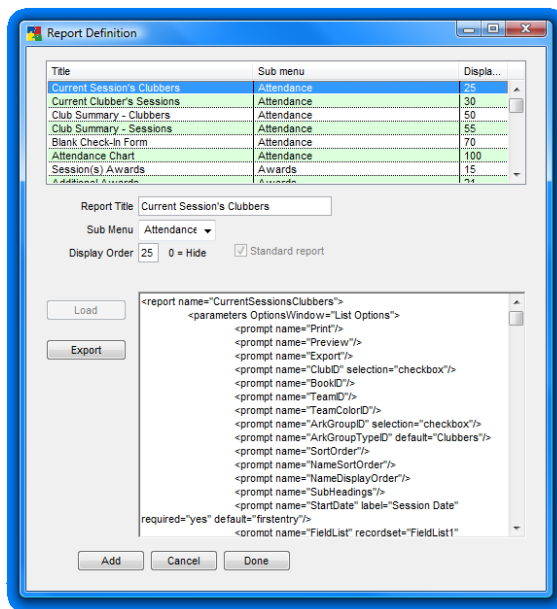 Report Definition
Title Sub menu Displa...
Current Session's Clubbers Attendance 25
Current Clubber's Sessions Attendance 30
Club Summary - Clubbers Attendance 50
Club Summary - Sessions Attendance 55
Blank Check-In Form Attendance 70
Attendance Chart Attendance 100
Session(s) Awards Awards 15
Additional Awards Awards 21
Report Title Current Session's Clubbers
Sub Menu Attendance
Display Order 25 0 = Hide Standard report
Load
Export
<report name="CurrentSessionsClubbers">
<parameters OptionsWindow="List Options">
<prompt name="Print"/>
<prompt name="Preview"/>
<prompt name="Export"/>
<prompt name="ClubID" selection="checkbox"/>
<prompt name="BookID"/>
<prompt name="TeamID"/>
<prompt name="TeamColorID"/>
<prompt name="ArkGroupID" selection="checkbox"/>
<prompt name="ArkGroupTypeID" default="Clubbers"/>
<prompt name="SortOrder"/>
<prompt name="NameSortOrder"/>
<prompt name="NameDisplayOrder"/>
<prompt name="SubHeadings"/>
<prompt name="StartDate" label="Session Date"
required="yes" default="firstentry"/>
<prompt name="FieldList" recordset="FieldList1"
Add Cancel Done